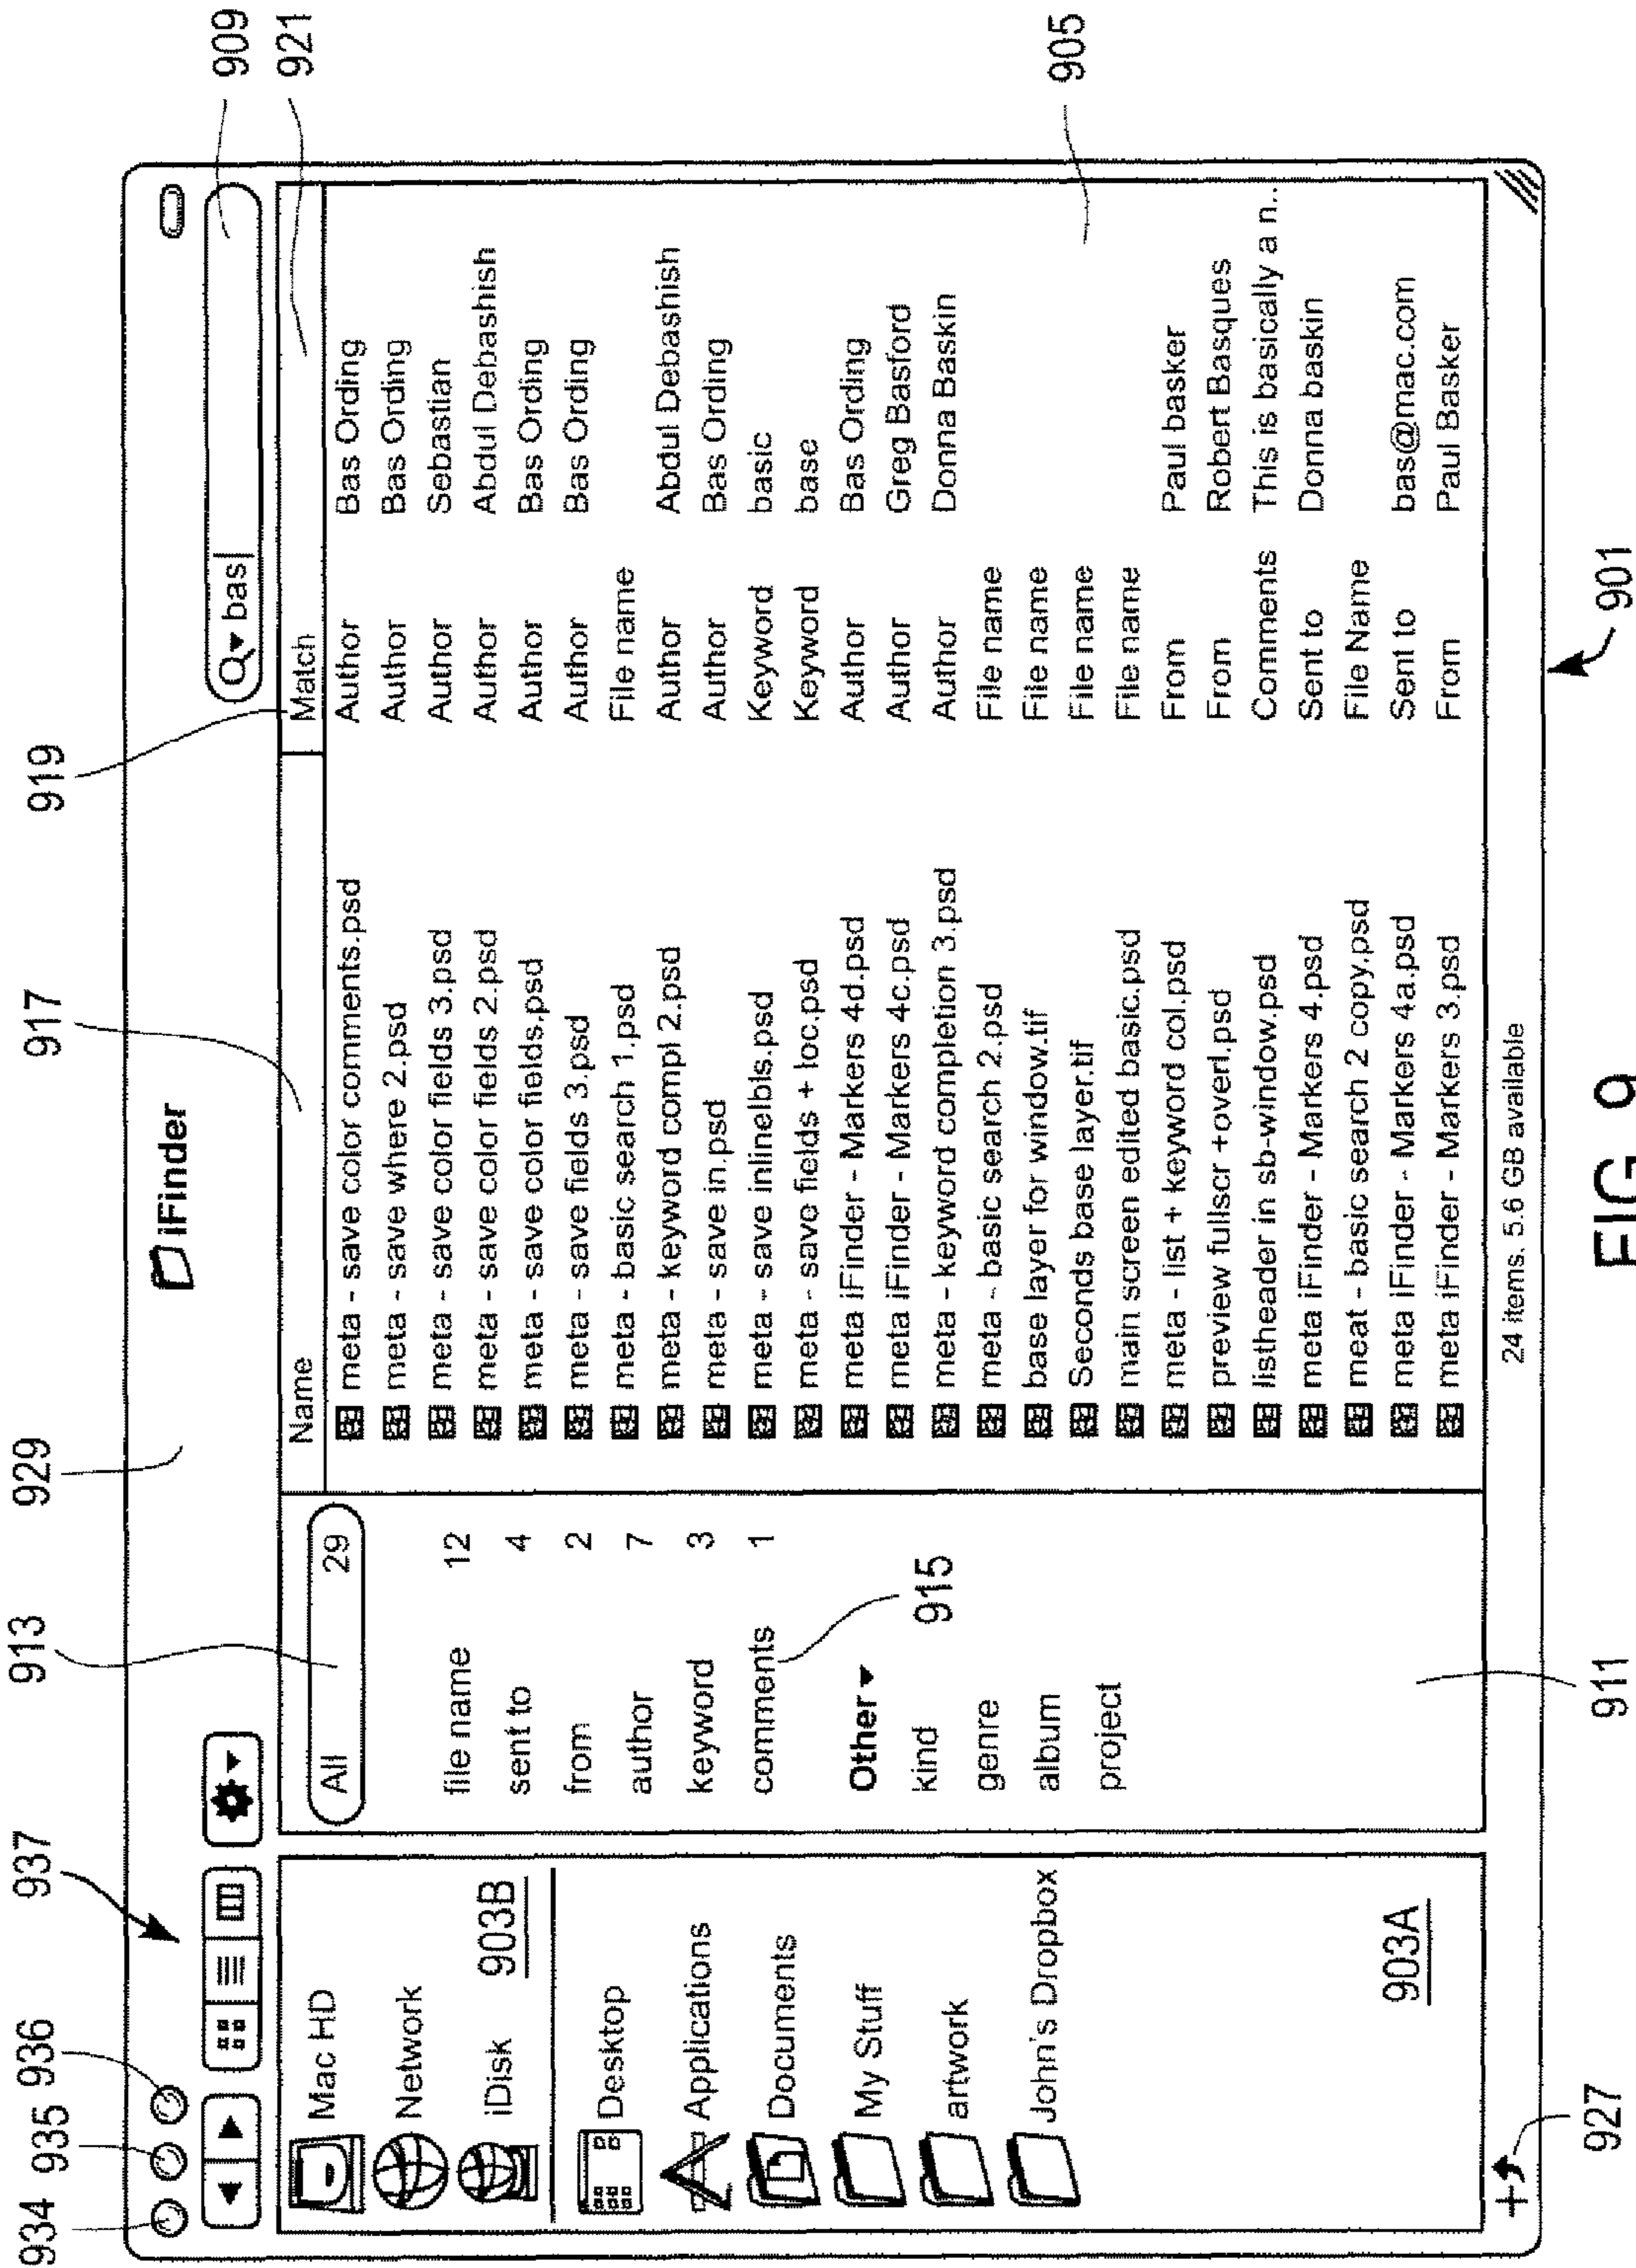 934 935 936 937 913 929 917 919 909
921
iFinder
bas
Mac HD
Network
iDisk
903B
Desktop
Applications
Documents
My Stuff
artwork
John's Dropbox
903A
All 29
file name 12
sent to 4
from 2
author 7
keyword 3
comments 1
915
Other
kind
genre
album
project
911
Name Match
meta - save color comments.psd Author Bas Ording
meta - save where 2.psd Author Bas Ording
meta - save color fields 3.psd Author Sebastian
meta - save color fields 2.psd Author Abdul Debashish
meta - save color fields.psd Author Bas Ording
meta - save fields 3.psd Author Bas Ording
meta - basic search 1.psd File name
meta - keyword compl 2.psd Author Abdul Debashish
meta - save in.psd Author Bas Ording
meta - save inlinelbls.psd Keyword basic
meta - save fields + loc.psd Keyword base
meta iFinder - Markers 4d.psd Author Bas Ording
meta iFinder - Markers 4c.psd Author Greg Basford
meta - keyword completion 3.psd Author Donna Baskin
meta - basic search 2.psd File name
base layer for window.tif File name
Seconds base layer.tif File name
main screen edited basic.psd File name
meta - list + keyword col.psd From Paul basker
preview fullscr +overl.psd From Robert Basques
listheader in sb-window.psd Comments This is basically a n..
meta iFinder - Markers 4.psd Sent to Donna baskin
meat - basic search 2 copy.psd File Name
meta iFinder - Markers 4a.psd Sent to bas@mac.com
meta iFinder - Markers 3.psd From Paul Basker
905
24 items. 5.6 GB available
+
927
901
FIG 9